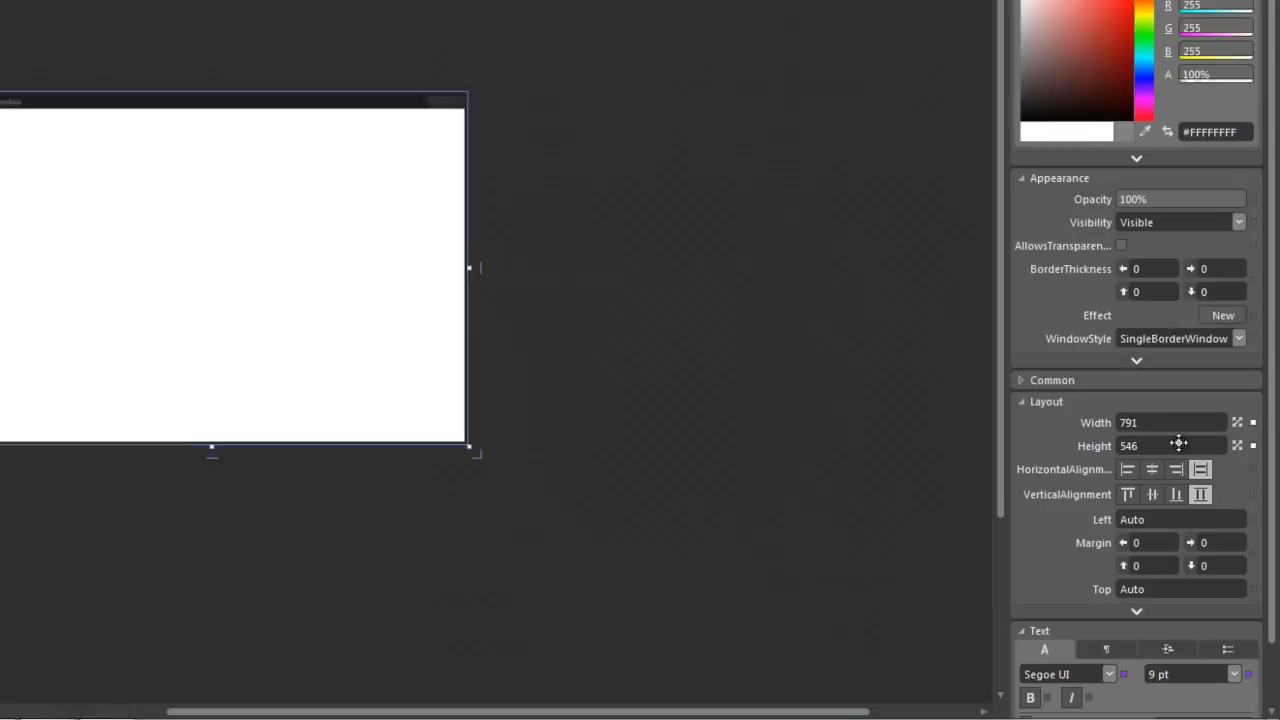 R 255
G 255
B 255
A 100%
#FFFFFFFF
Appearance
Opacity 100%
Visibility Visible
AllowsTransparen...
BorderThickness 0 0
0 0
Effect New
WindowStyle SingleBorderWindow
Common
Layout
Width 791
Height 546
HorizontalAlignm...
VerticalAlignment
Left Auto
Margin 0 0
0 0
Top Auto
Text
A ¶
Segoe UI 9 pt
B I